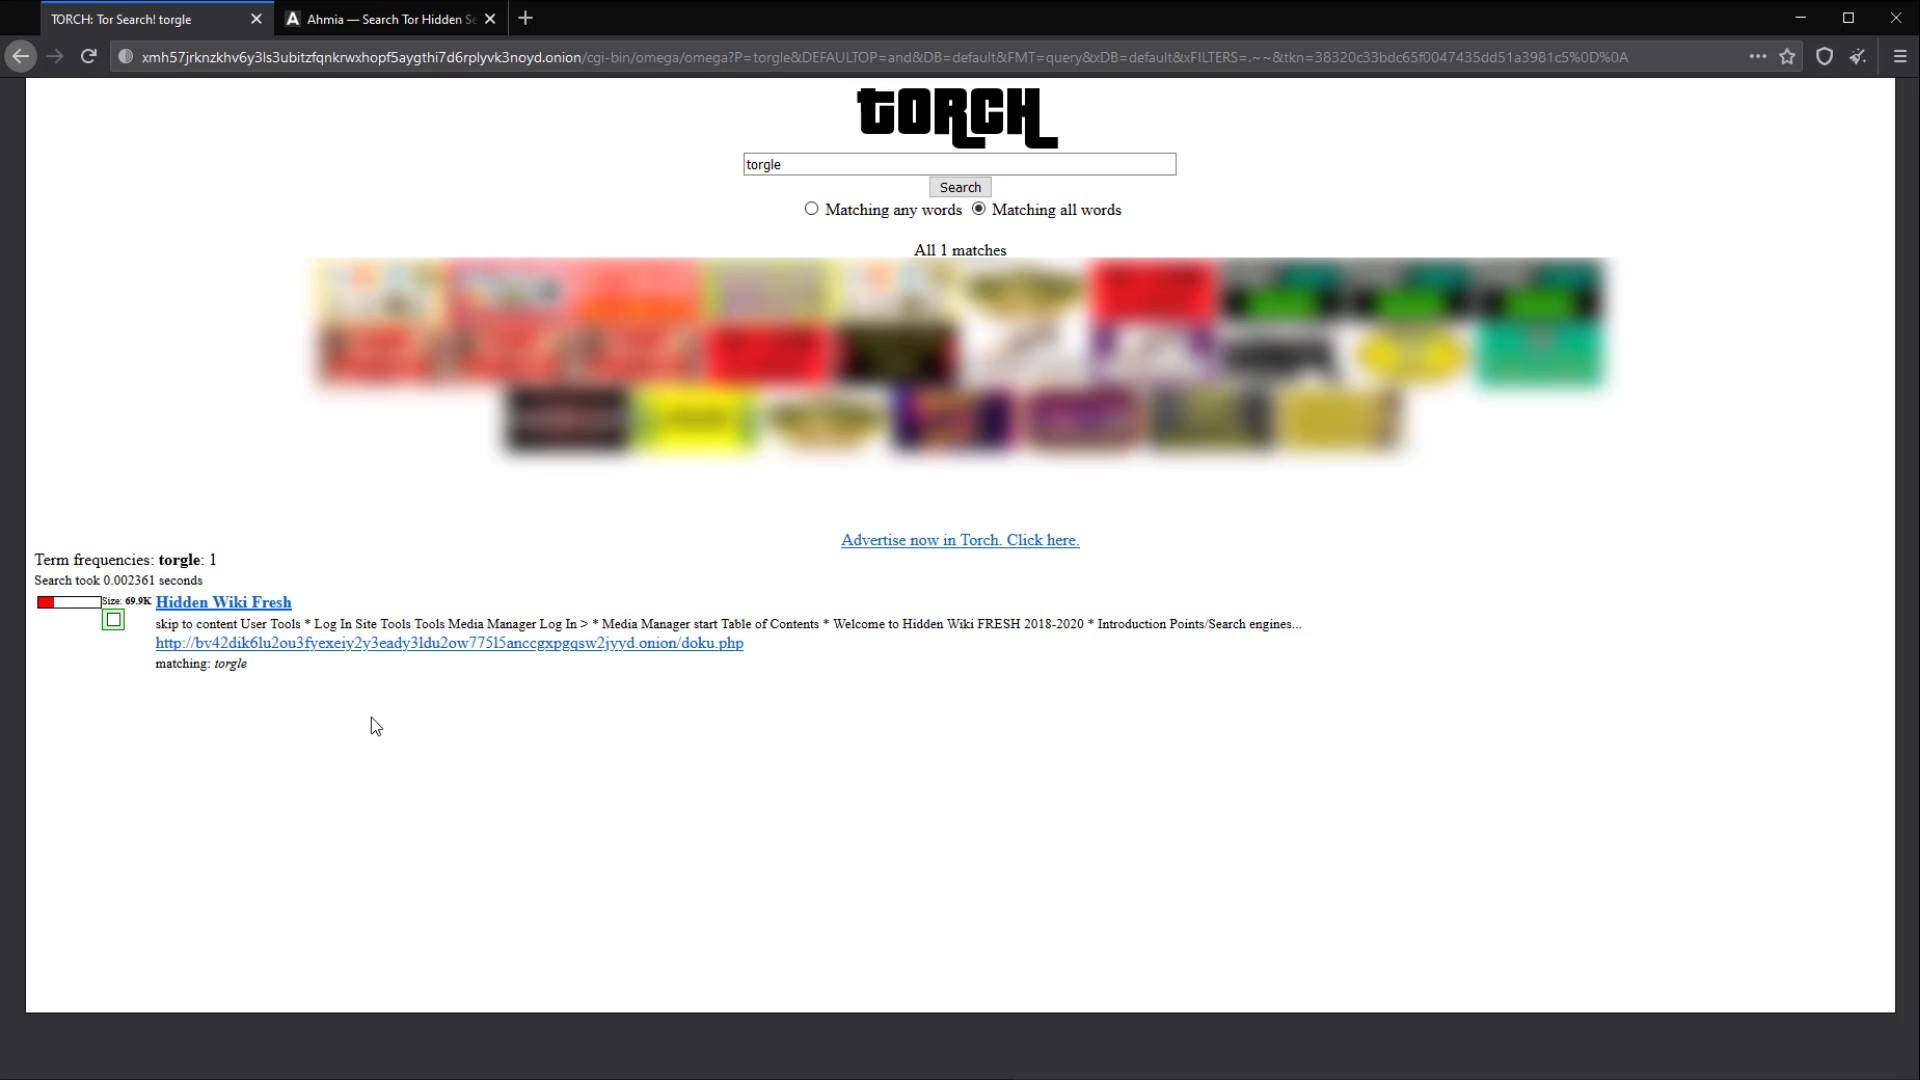 TORCH: Tor Search! torgle
A Ahmia — Search Tor Hidden Se
xmh57jrknzkhv6y3ls3ubitzfqnkrwxhopf5aygthi7d6rplyvk3noyd.onion/cgi-bin/omega/omega?P=torgle&DEFAULTOP=and&DB=default&FMT=query&xDB=default&xFILTERS=.~~&tkn=38320c33bdc65f0047435dd51a3981c5%0D%0A
TORCH
torgle
Search
Matching any words Matching all words
All 1 matches
Advertise now in Torch. Click here.
Term frequencies: torgle: 1
Search took 0.002361 seconds
Size: 69.9K Hidden Wiki Fresh
skip to content User Tools * Log In Site Tools Tools Media Manager Log In > * Media Manager start Table of Contents * Welcome to Hidden Wiki FRESH 2018-2020 * Introduction Points/Search engines...
http://bv42dik6lu2ou3fyexeiy2y3eady3ldu2ow775l5anccgxpgqsw2jyyd.onion/doku.php
matching: torgle